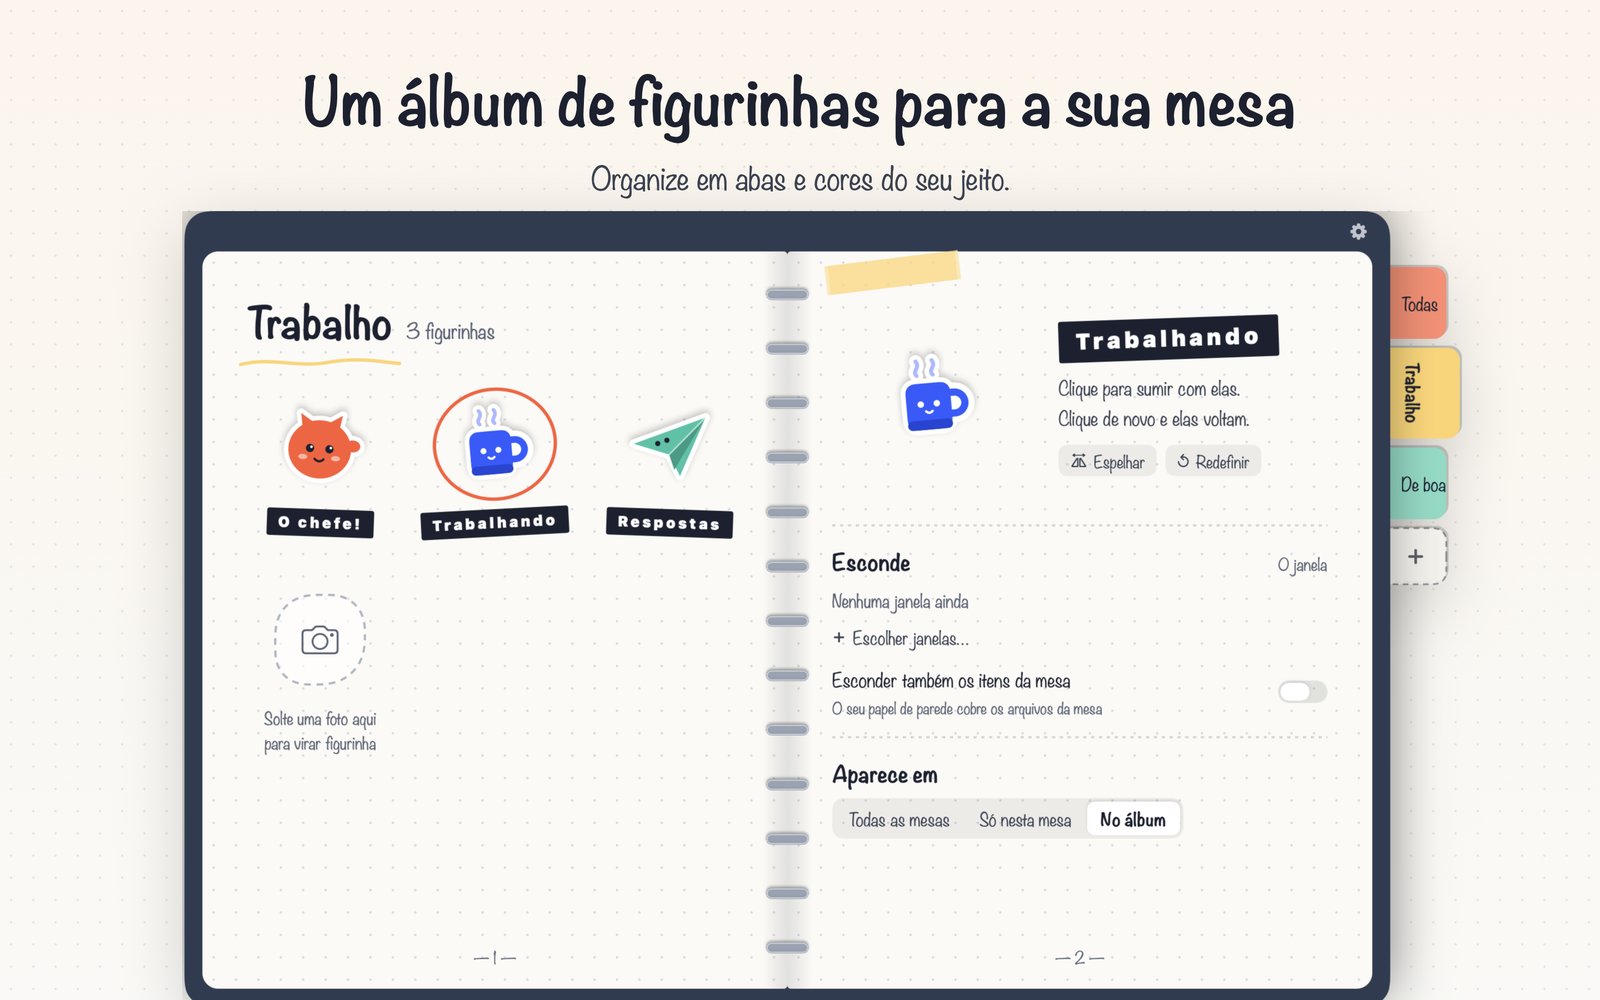 Um álbum de figurinhas para a sua mesa
Organize em abas e cores do seu jeito.
Trabalho 3 figurinhas
O chefe!
Trabalhando
Respostas
Solte uma foto aqui
para virar figurinha
—1—
Trabalhando
Clique para sumir com elas.
Clique de novo e elas voltam.
Espelhar
Redefinir
Esconde
0 janela
Nenhuma janela ainda
+ Escolher janelas...
Esconder também os itens da mesa
O seu papel de parede cobre os arquivos da mesa
Aparece em
Todas as mesas
Só nesta mesa
No álbum
—2—
Todas
Trabalho
De boa
+